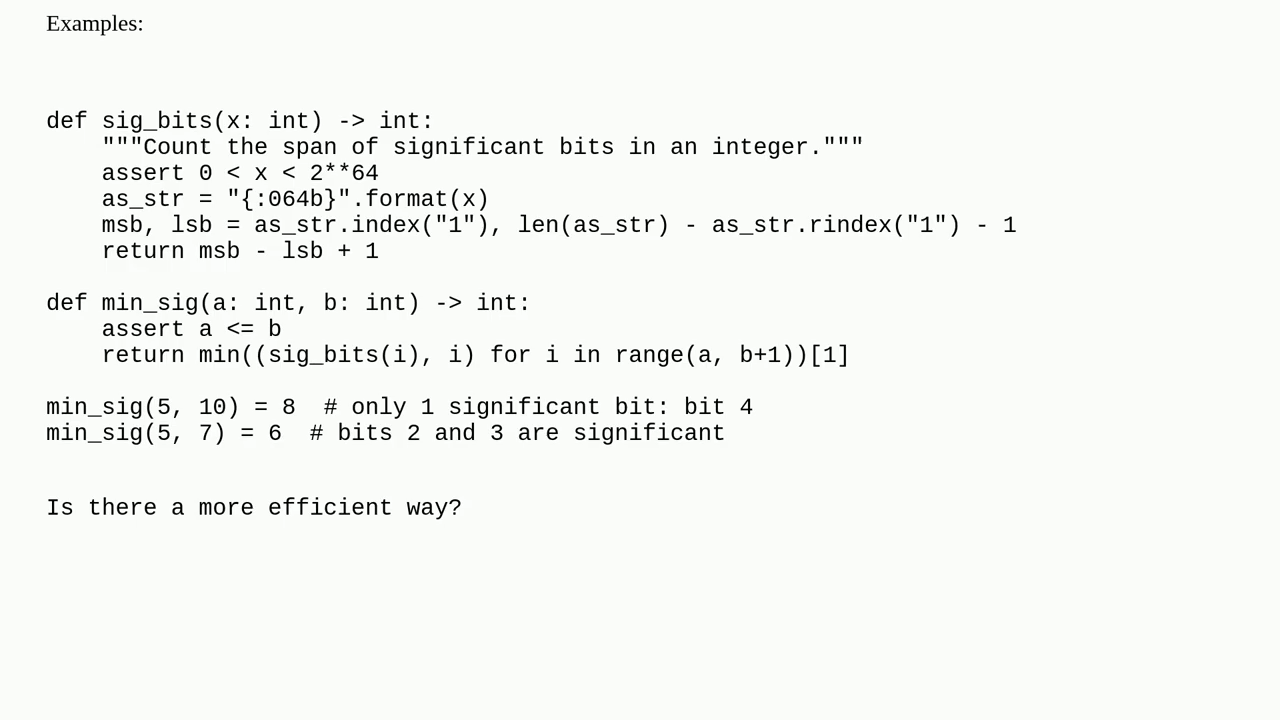 Examples:
def sig_bits(x: int) -> int:
    """Count the span of significant bits in an integer."""
    assert 0 < x < 2**64
    as_str = "{:064b}".format(x)
    msb, lsb = as_str.index("1"), len(as_str) - as_str.rindex("1") - 1
    return msb - lsb + 1
def min_sig(a: int, b: int) -> int:
    assert a <= b
    return min((sig_bits(i), i) for i in range(a, b+1))[1]
min_sig(5, 10) = 8  # only 1 significant bit: bit 4
min_sig(5, 7) = 6  # bits 2 and 3 are significant
Is there a more efficient way?